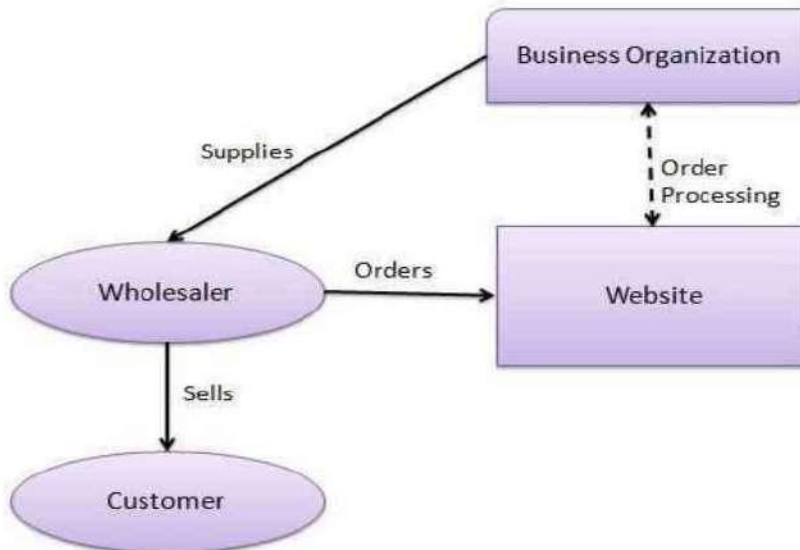 Business Organization
Supplies
Order
Processing
Wholesaler
Orders
Website
Sells
Customer